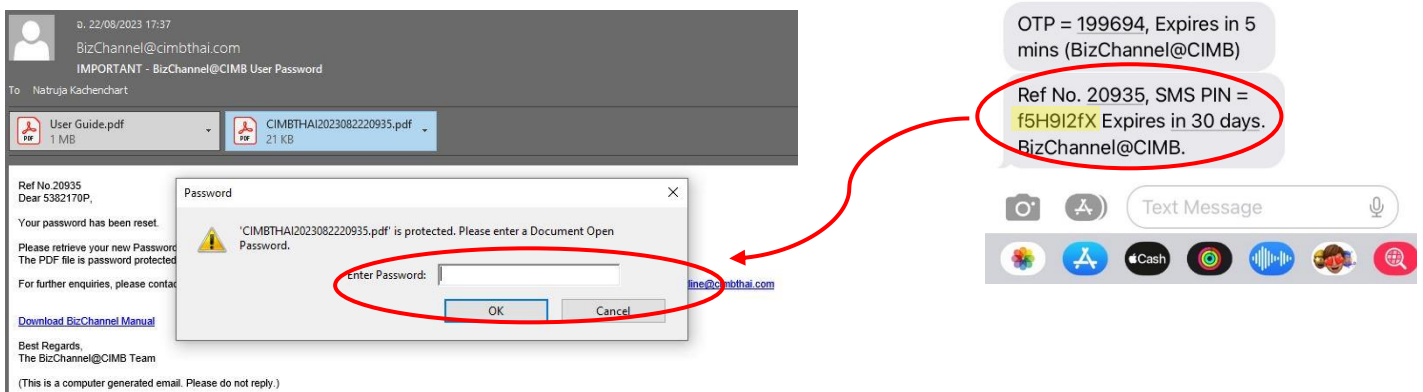 อ. 22/08/2023 17:37
BizChannel@cimbthai.com
IMPORTANT - BizChannel@CIMB User Password
To Natruja Kachenchart
User Guide.pdf
1 MB
CIMBTHAI2023082220935.pdf
21 KB
Ref No.20935
Dear 5382170P,
Your password has been reset.
Please retrieve your new Password
The PDF file is password protected
For further enquiries, please contac
line@cimbthai.com
Download BizChannel Manual
Best Regards,
The BizChannel@CIMB Team
(This is a computer generated email. Please do not reply.)
Password
'CIMBTHAI2023082220935.pdf' is protected. Please enter a Document Open
Password.
Enter Password:
OK
Cancel
OTP = 199694, Expires in 5
mins (BizChannel@CIMB)
Ref No. 20935, SMS PIN =
f5H9I2fX Expires in 30 days.
BizChannel@CIMB.
Text Message
Cash